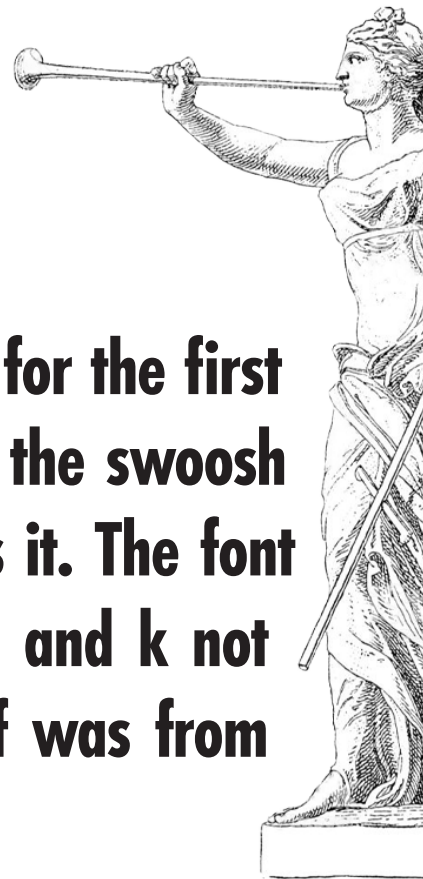 for the first
the swoosh
s it. The font
and k not
f was from